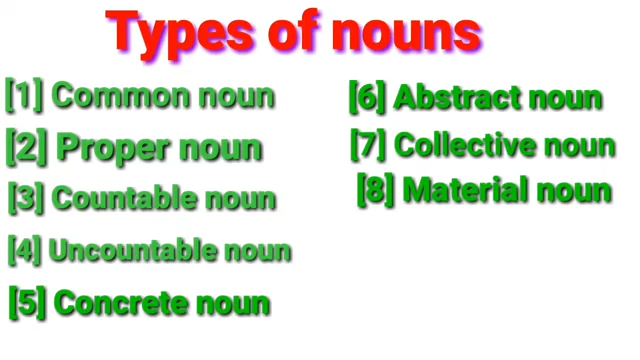 Types of nouns
[1] Common noun
[2] Proper noun
[3] Countable noun
[4] Uncountable noun
[5] Concrete noun
[6] Abstract noun
[7] Collective noun
[8] Material noun